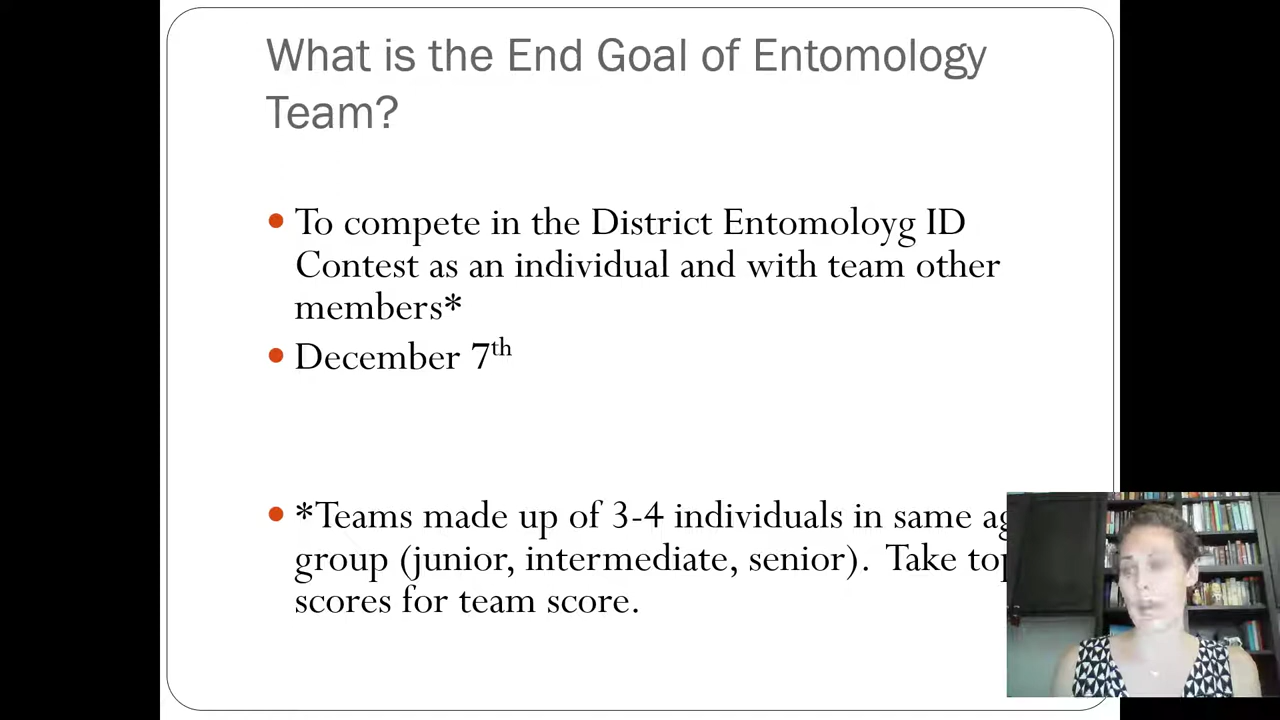 What is the End Goal of Entomology
Team?
• To compete in the District Entomoloyg ID
Contest as an individual and with team other
members*
• December 7th
• *Teams made up of 3-4 individuals in same
group (junior, intermediate, senior). Take
scores for team score.